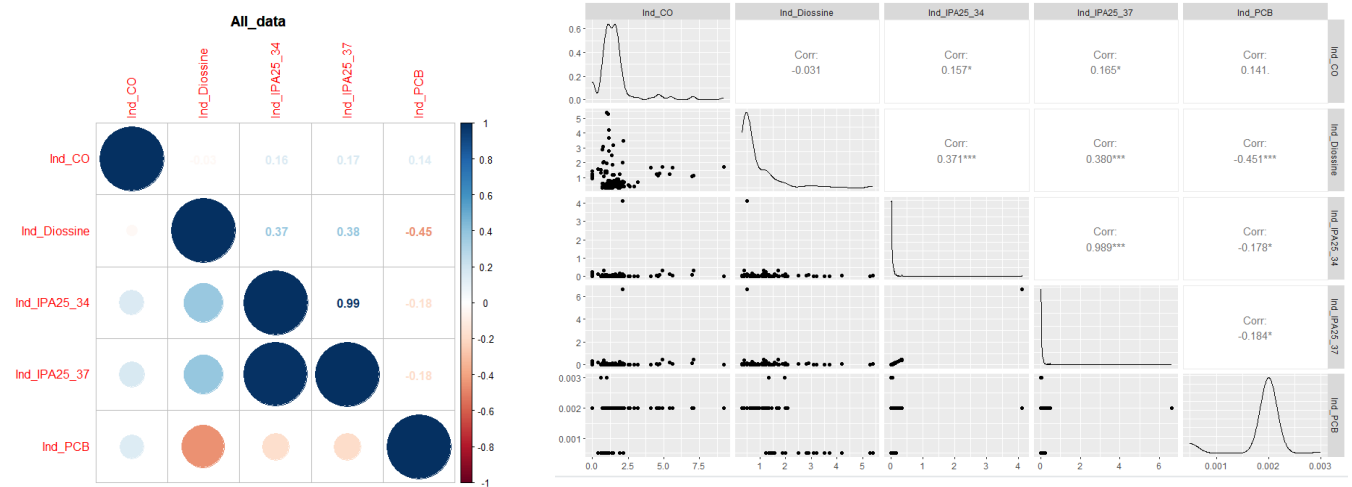 All_data
Ind_CO
Ind_Diossine
Ind_IPA25_34
Ind_IPA25_37
Ind_PCB
Ind_CO
-0.03
0.16
0.17
0.14
Ind_Diossine
0.37
0.38
-0.45
Ind_IPA25_34
0.99
-0.18
Ind_IPA25_37
-0.18
Ind_PCB
1
0.8
0.6
0.4
0.2
0
-0.2
-0.4
-0.6
-0.8
-1
Ind_CO
Ind_Diossine
Ind_IPA25_34
Ind_IPA25_37
Ind_PCB
0.6
0.4
0.2
0.0
Corr:
-0.031
Corr:
0.157*
Corr:
0.165*
Corr:
0.141.
Ind_CO
5
4
3
2
1
Corr:
0.371***
Corr:
0.380***
Corr:
-0.451***
Ind_Diossine
4
3
2
1
0
Corr:
0.989***
Corr:
-0.178*
Ind_IPA25_34
6
4
2
0
Corr:
-0.184*
Ind_IPA25_37
0.003
0.002
0.001
Ind_PCB
0.0
2.5
5.0
7.5
1
2
3
4
5
0
1
2
3
4
0
2
4
6
0.001
0.002
0.003